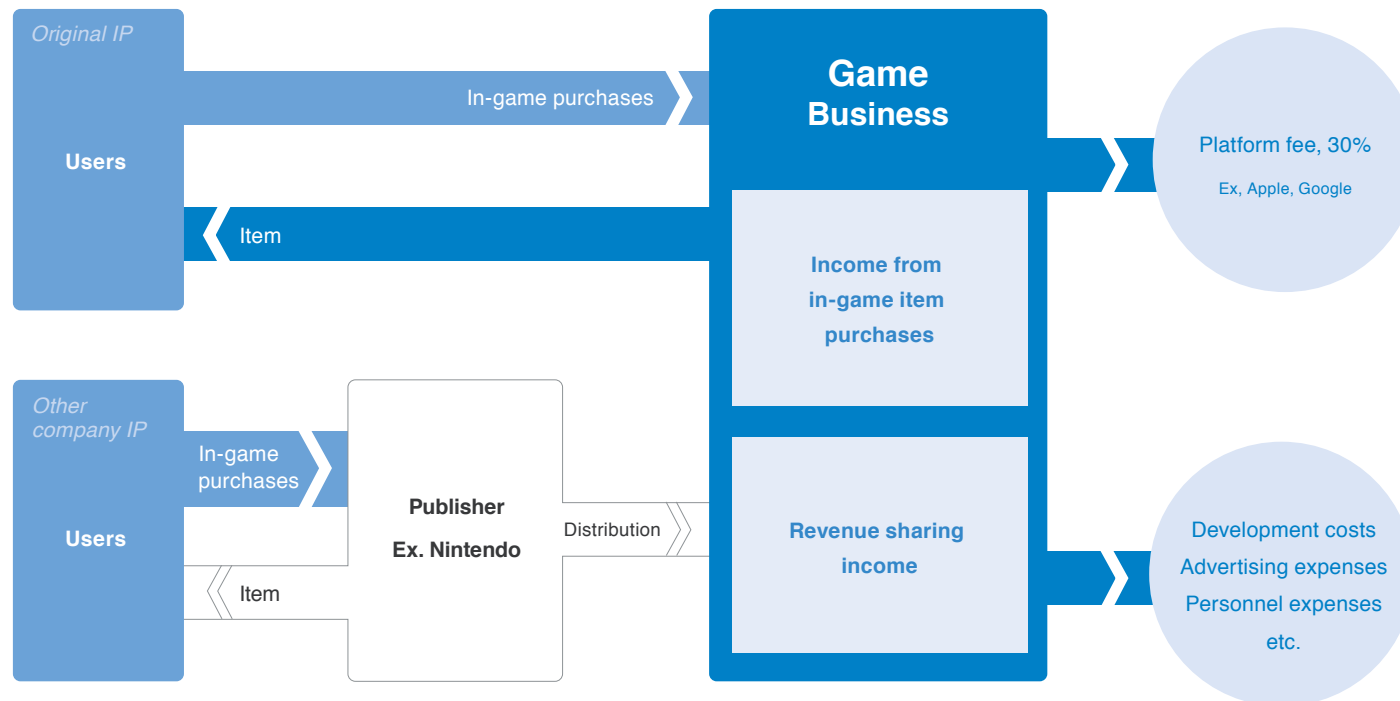 Original IP
Users
In-game purchases
Item
Game
Business
Income from
in-game item
purchases
Platform fee, 30%
Ex, Apple, Google
Other
company IP
Users
In-game
purchases
Item
Publisher
Ex. Nintendo
Distribution
Revenue sharing
income
Development costs
Advertising expenses
Personnel expenses
etc.